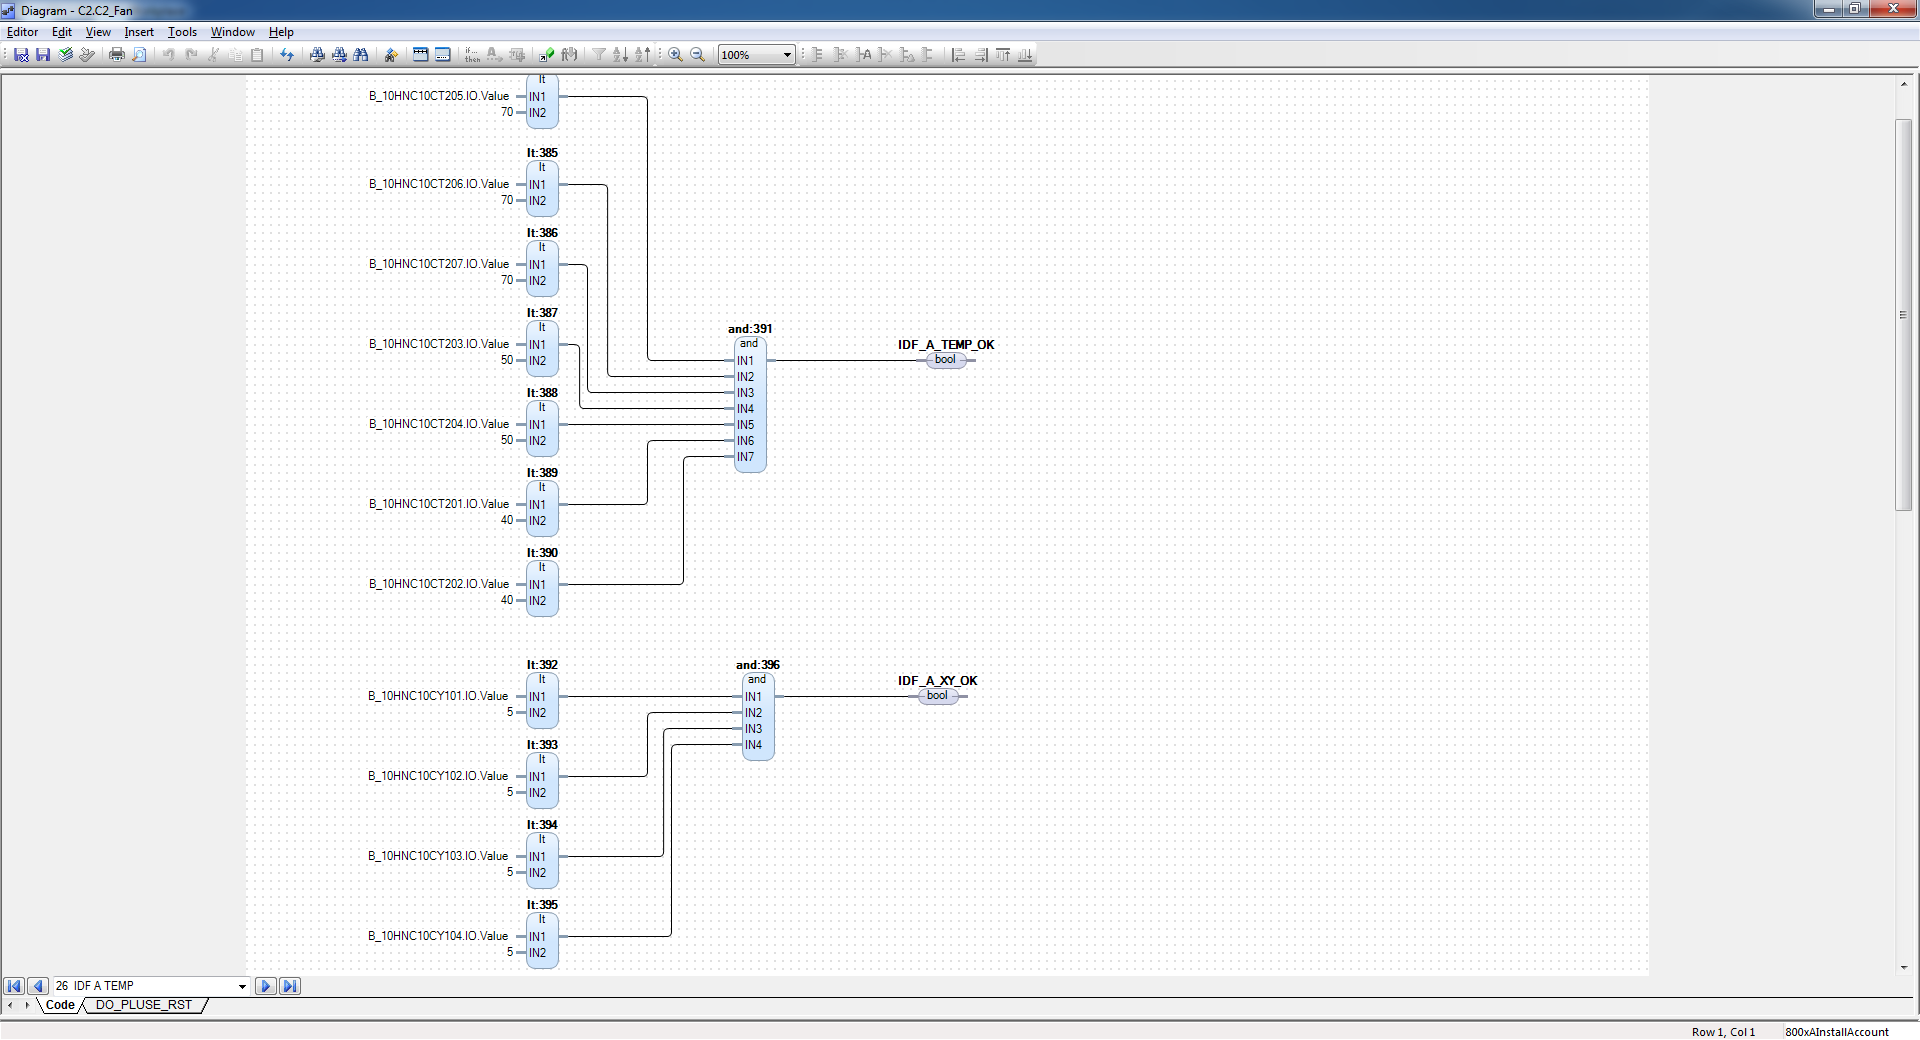 Diagram - C2.C2_Fan
Editor Edit View Insert Tools Window Help
if... then
100%
lt
B_10HNC10CT205.IO.Value IN1
70 IN2
lt:385
lt
B_10HNC10CT206.IO.Value IN1
70 IN2
lt:386
lt
B_10HNC10CT207.IO.Value IN1
70 IN2
lt:387
lt
B_10HNC10CT203.IO.Value IN1
50 IN2
lt:388
lt
B_10HNC10CT204.IO.Value IN1
50 IN2
lt:389
lt
B_10HNC10CT201.IO.Value IN1
40 IN2
lt:390
lt
B_10HNC10CT202.IO.Value IN1
40 IN2
and:391
and
IN1
IN2
IN3
IN4
IN5
IN6
IN7
IDF_A_TEMP_OK
bool
lt:392
lt
B_10HNC10CY101.IO.Value IN1
5 IN2
lt:393
lt
B_10HNC10CY102.IO.Value IN1
5 IN2
lt:394
lt
B_10HNC10CY103.IO.Value IN1
5 IN2
lt:395
lt
B_10HNC10CY104.IO.Value IN1
5 IN2
and:396
and
IN1
IN2
IN3
IN4
IDF_A_XY_OK
bool
26 IDF A TEMP
Code DO_PLUSE_RST
Row 1, Col 1 800xAInstallAccount